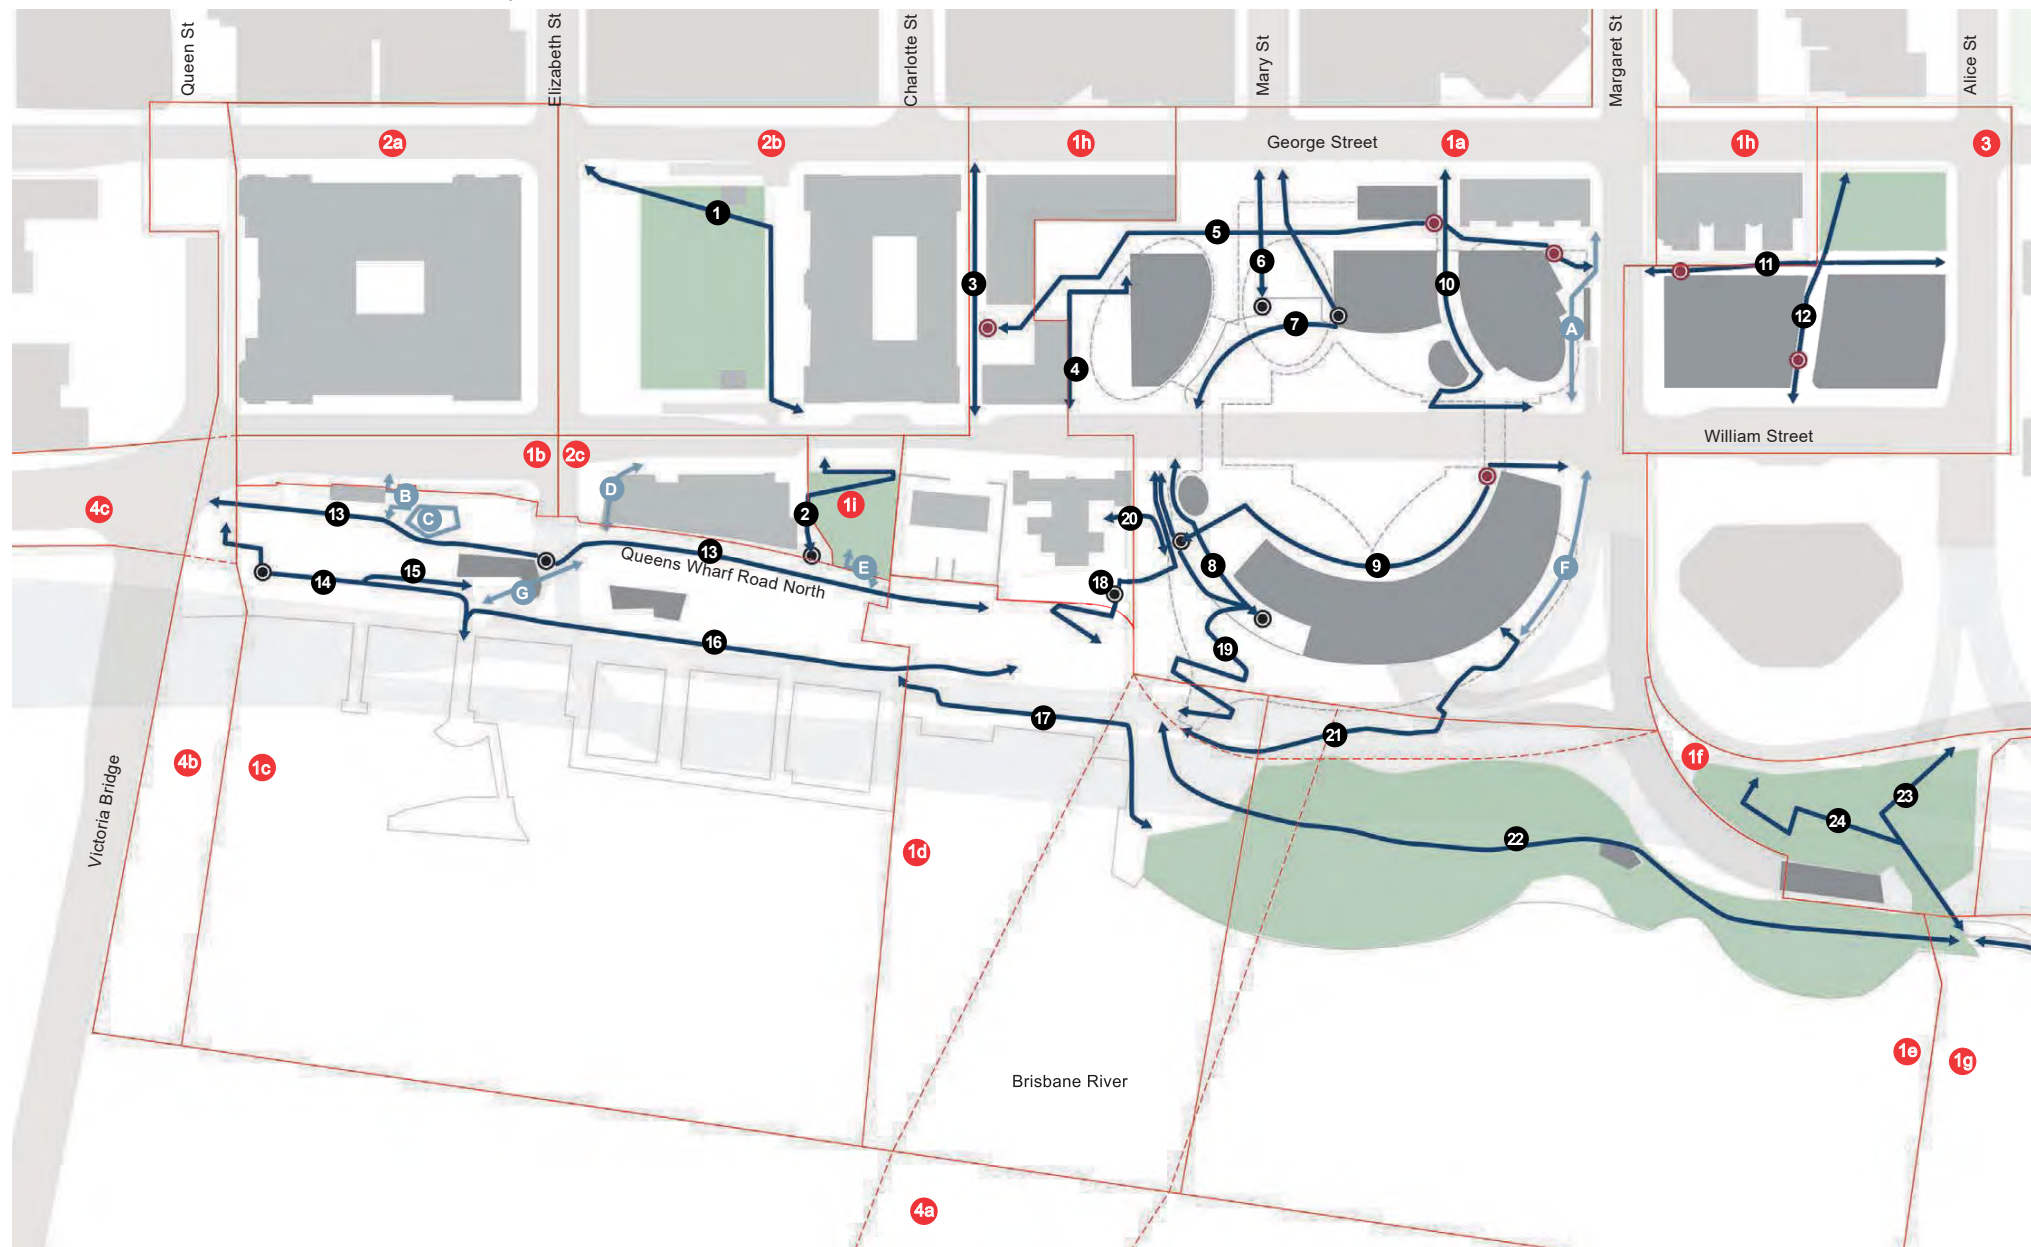 Queen St
Elizabeth St
Charlotte St
Mary St
Margaret St
Alice St
2a
2b
1h
George Street
1a
1h
3
1
5
6
3
10
11
12
7
A
4
William Street
1b
2c
4c
B
C
D
1i
2
13
13
Queens Wharf Road North
E
20
8
9
F
15
14
G
18
16
19
17
21
1f
4b
1c
Victoria Bridge
23
24
22
1d
1e
1g
Brisbane River
4a